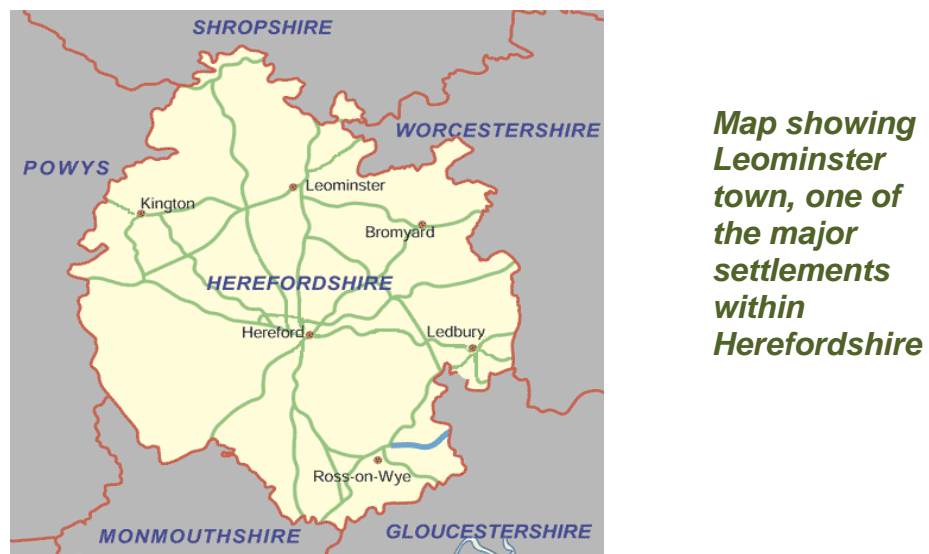 SHROPSHIRE
WORCESTERSHIRE
POWYS
Leominster
Kington
Bromyard
HEREFORDSHIRE
Hereford
Ledbury
Ross-on-Wye
MONMOUTHSHIRE
GLOUCESTERSHIRE
Map showing
Leominster
town, one of
the major
settlements
within
Herefordshire